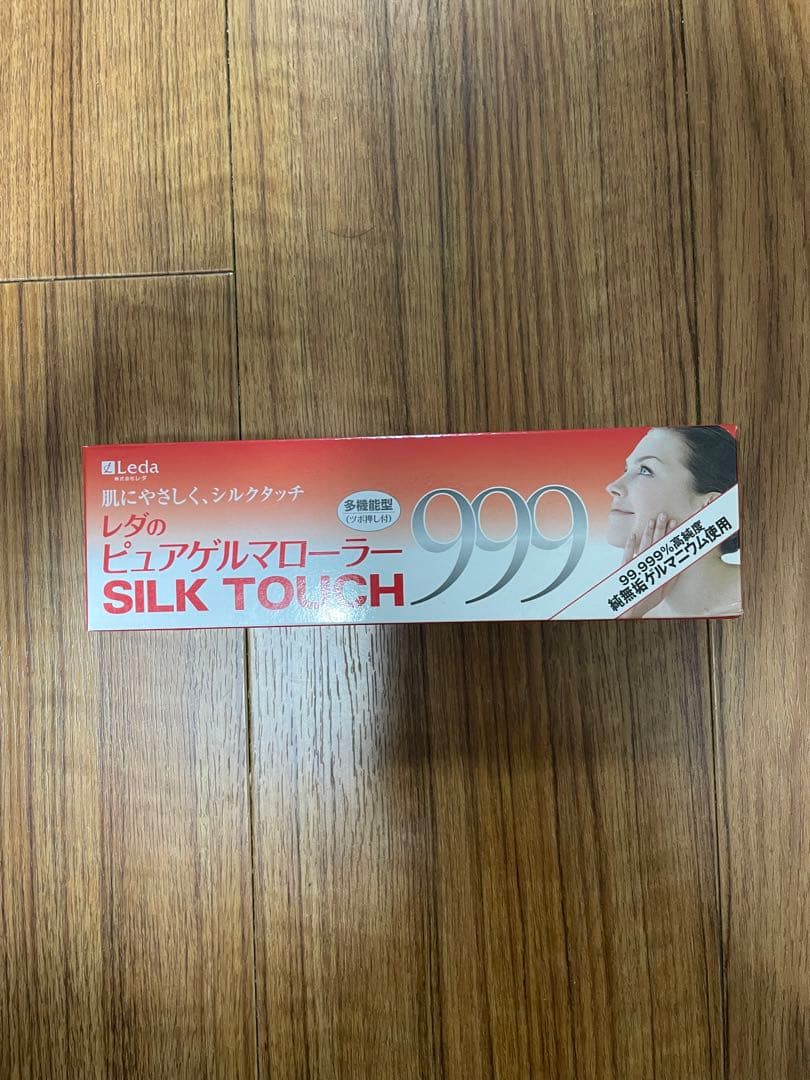 Leda
株式会社レダ
肌にやさしく、シルクタッチ
レダの
ピュアゲルマローラー
SILK TOUCH
多機能型
(ツボ押し付)
999
99.999%高純度
純無垢ゲルマニウム使用